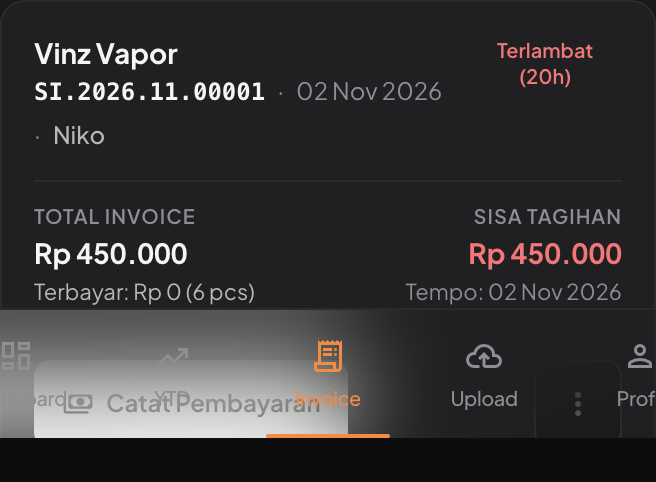 Vinz Vapor
Terlambat
(20h)
SI.2026.11.00001 · 02 Nov 2026
· Niko
TOTAL INVOICE
SISA TAGIHAN
Rp 450.000
Rp 450.000
Terbayar: Rp 0 (6 pcs)
Tempo: 02 Nov 2026
Catat Pembayaran
YTD
Invoice
Upload